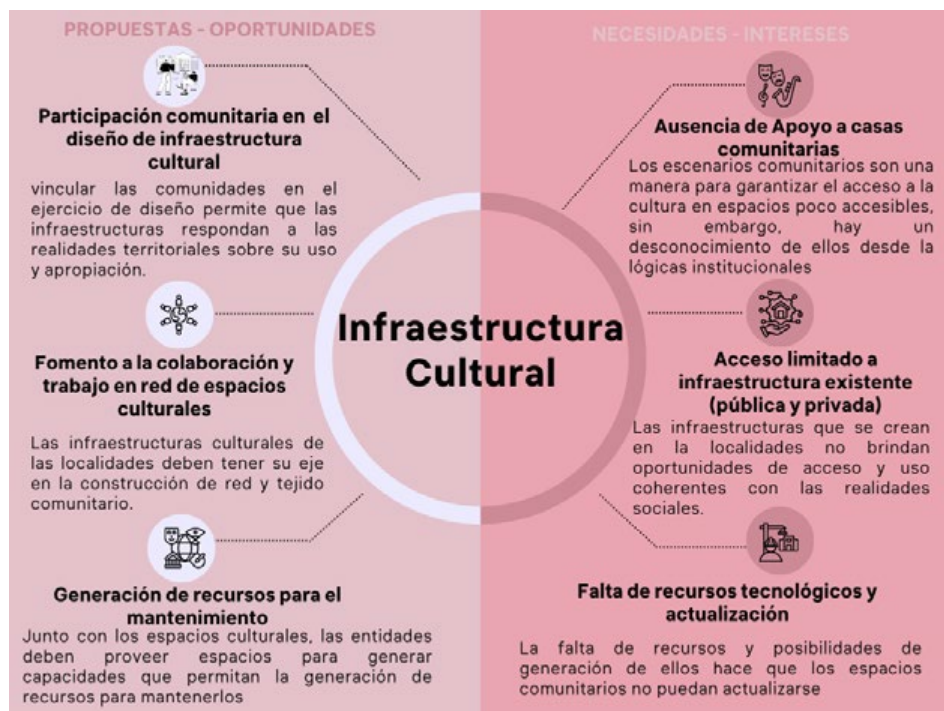 PROPUESTAS - OPORTUNIDADES
Participación comunitaria en el
diseño de infraestructura
cultural
vincular las comunidades en el
ejercicio de diseño permite que las
infraestructuras respondan a las
realidades territoriales sobre su uso
y apropiación.
Fomento a la colaboración y
trabajo en red de espacios
culturales
Las infraestructuras culturales de
las localidades deben tener su eje
en la construcción de red y tejido
comunitario.
Generación de recursos para el
mantenimiento
Junto con los espacios culturales, las entidades
deben proveer espacios para generar
capacidades que permitan la generación de
recursos para mantenerlos
Infraestructura
Cultural
NECESIDADES - INTERESES
Ausencia de Apoyo a casas
comunitarias
Los escenarios comunitarios son una
manera para garantizar el acceso a la
cultura en espacios poco accesibles,
sin embargo, hay un
desconocimiento de ellos desde la
lógicas institucionales
Acceso limitado a
infraestructura existente
(pública y privada)
Las infraestructuras que se crean
en la localidades no brindan
oportunidades de acceso y uso
coherentes con las realidades
sociales.
Falta de recursos tecnológicos y
actualización
La falta de recursos y posibilidades de
generación de ellos hace que los espacios
comunitarios no puedan actualizarse